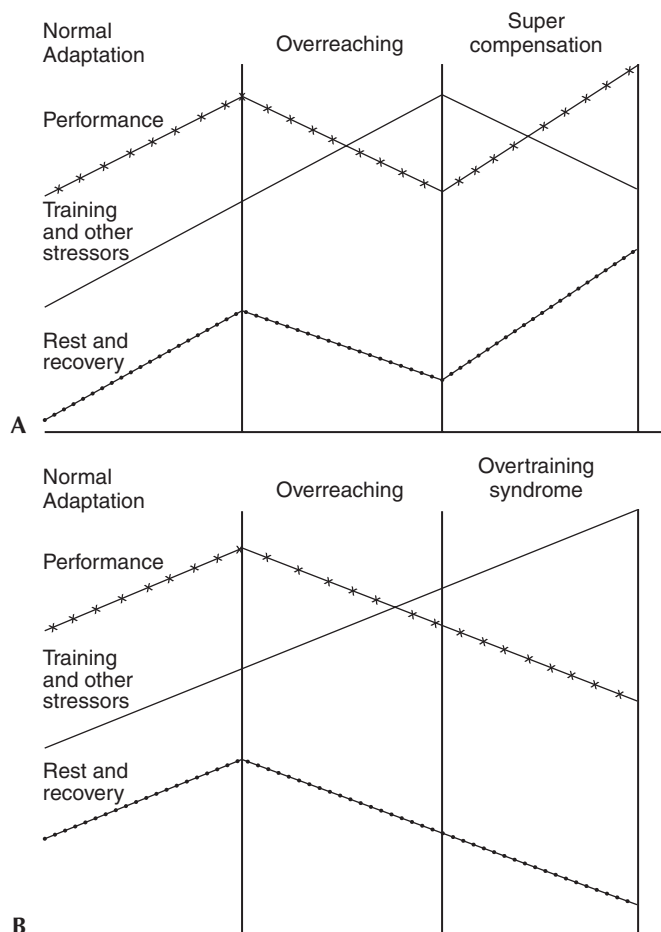 Normal
Adaptation
Overreaching
Super
compensation
Performance
Training
and other
stressors
Rest and
recovery
A
Normal
Adaptation
Overreaching
Overtraining
syndrome
Performance
Training
and other
stressors
Rest and
recovery
B